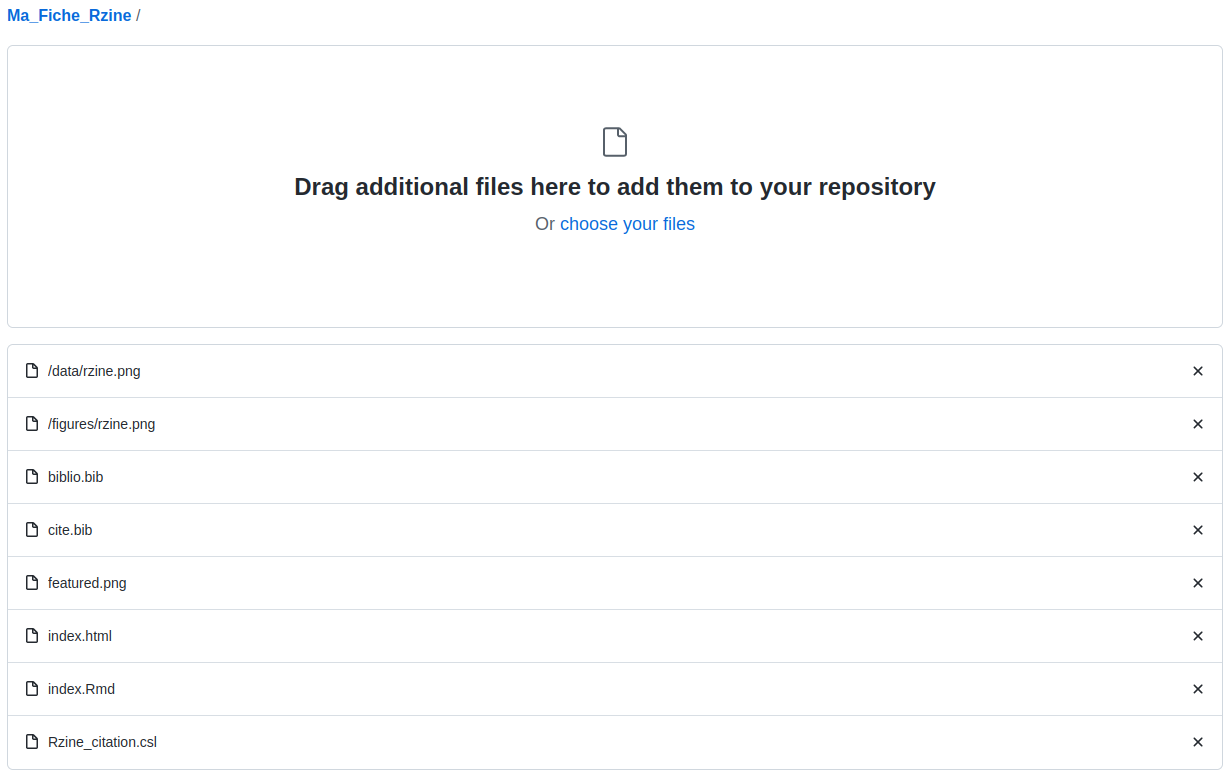 Ma_Fiche_Rzine /
Drag additional files here to add them to your repository
Or choose your files
/data/rzine.png
/figures/rzine.png
biblio.bib
cite.bib
featured.png
index.html
index.Rmd
Rzine_citation.csl